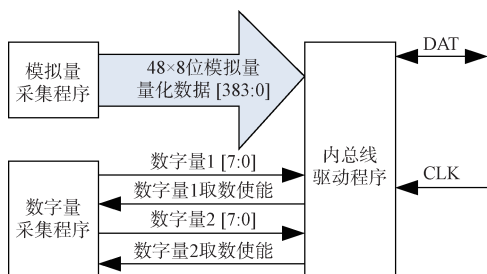 模拟量
采集程序
48×8位模拟量
量化数据 [383:0]
数字量
采集程序
数字量1 [7:0]
数字量1取数使能
数字量2 [7:0]
数字量2取数使能
内总线
驱动程序
DAT
CLK